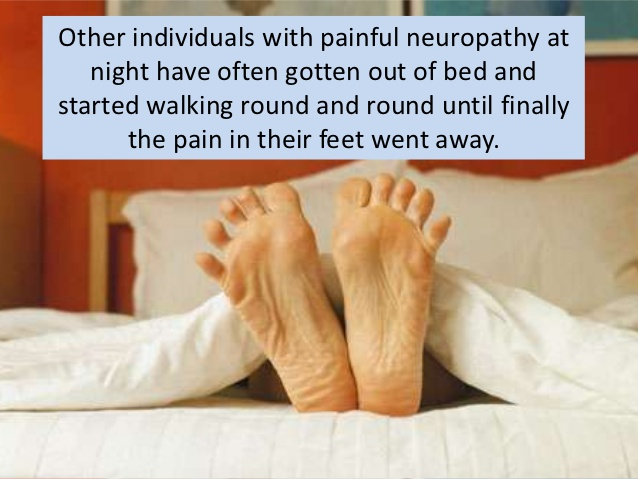 Other individuals with painful neuropathy at
night have often gotten out of bed and
started walking round and round until finally
the pain in their feet went away.